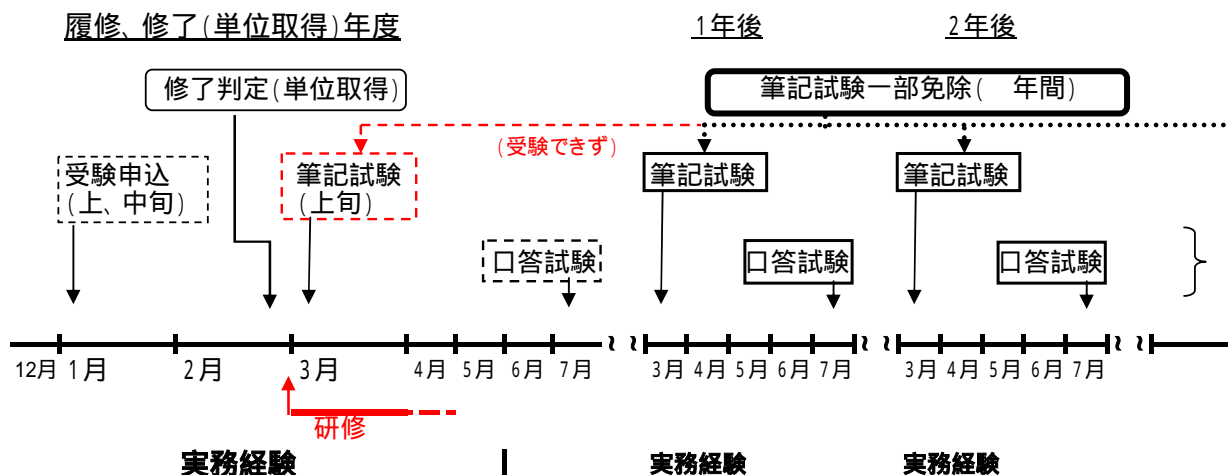 履修、修了(単位取得)年度
1年後
2年後
修了判定(単位取得)
筆記試験一部免除(　年間)
(受験できず)
受験申込
(上、中旬)
筆記試験
(上旬)
筆記試験
筆記試験
口答試験
口答試験
口答試験
12月 1月 2月 3月 4月 5月 6月 7月 3月 4月 5月 6月 7月 3月 4月 5月 6月 7月
研修
実務経験 実務経験 実務経験